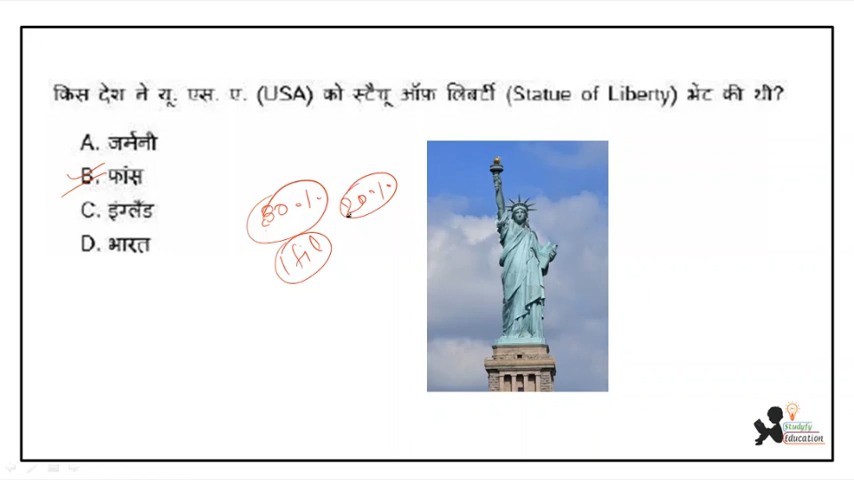 किस देश ने यू. एस. ए. (USA) को स्टैयू ऑफ़ लिबर्टी (Statue of Liberty) भेंट की थी?
A. जर्मनी
B. फांस
C. इंग्लैंड
D. भारत
80% 20%
Studyfy
Education